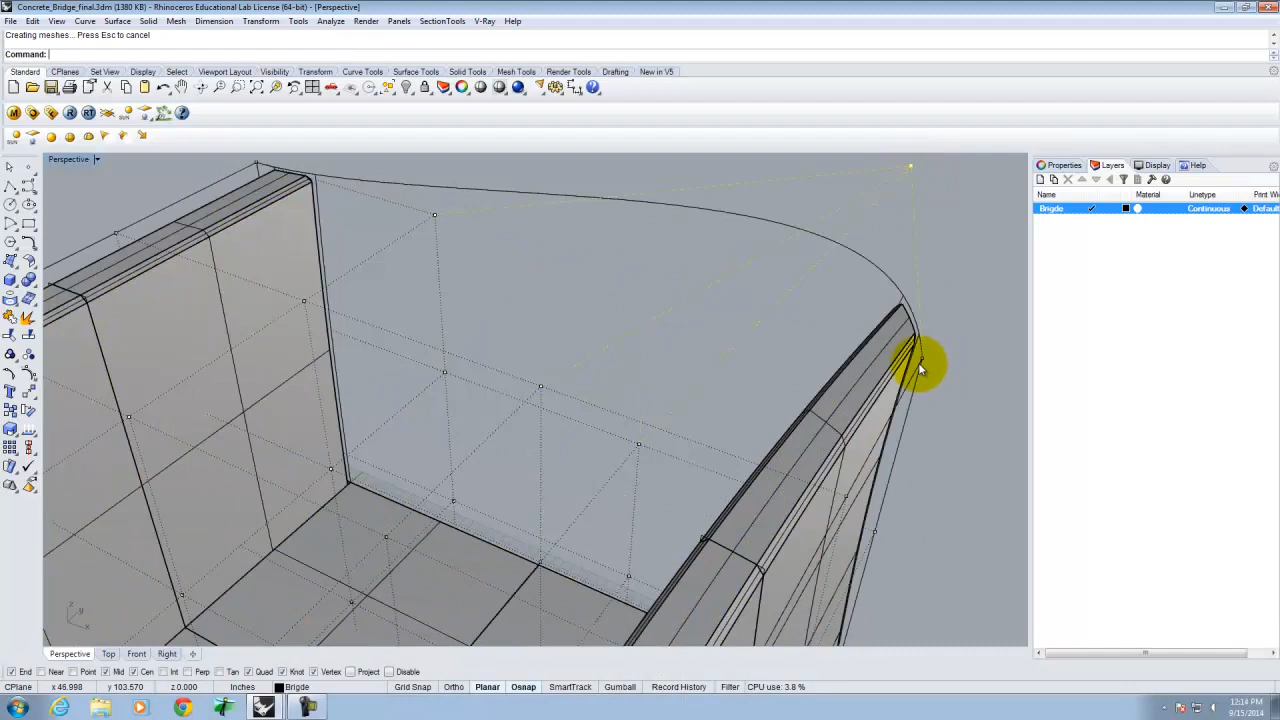 Concrete_Bridge_final.3dm (1380 KB) - Rhinoceros Educational Lab License (64-bit) - [Perspective]
File Edit View Curve Surface Solid Mesh Dimension Transform Tools Analyze Render Panels SectionTools V-Ray Help
Creating meshes... Press Esc to cancel
Command:
Standard CPlanes Set View Display Select Viewport Layout Visibility Transform Curve Tools Surface Tools Solid Tools Mesh Tools Render Tools Drafting New in V5
M R RT SUN
SUN
Perspective
Properties Layers Display Help
Name Material Linetype Print Wi
Brigde Continuous Defaul
z y x
Perspective Top Front Right
End Near Point Mid Cen Int Perp Tan Quad Knot Vertex Project Disable
CPlane x 46.998 y 103.570 z 0.000 Inches Brigde Grid Snap Ortho Planar Osnap SmartTrack Gumball Record History Filter CPU use: 3.8 %
12:14 PM
9/15/2014